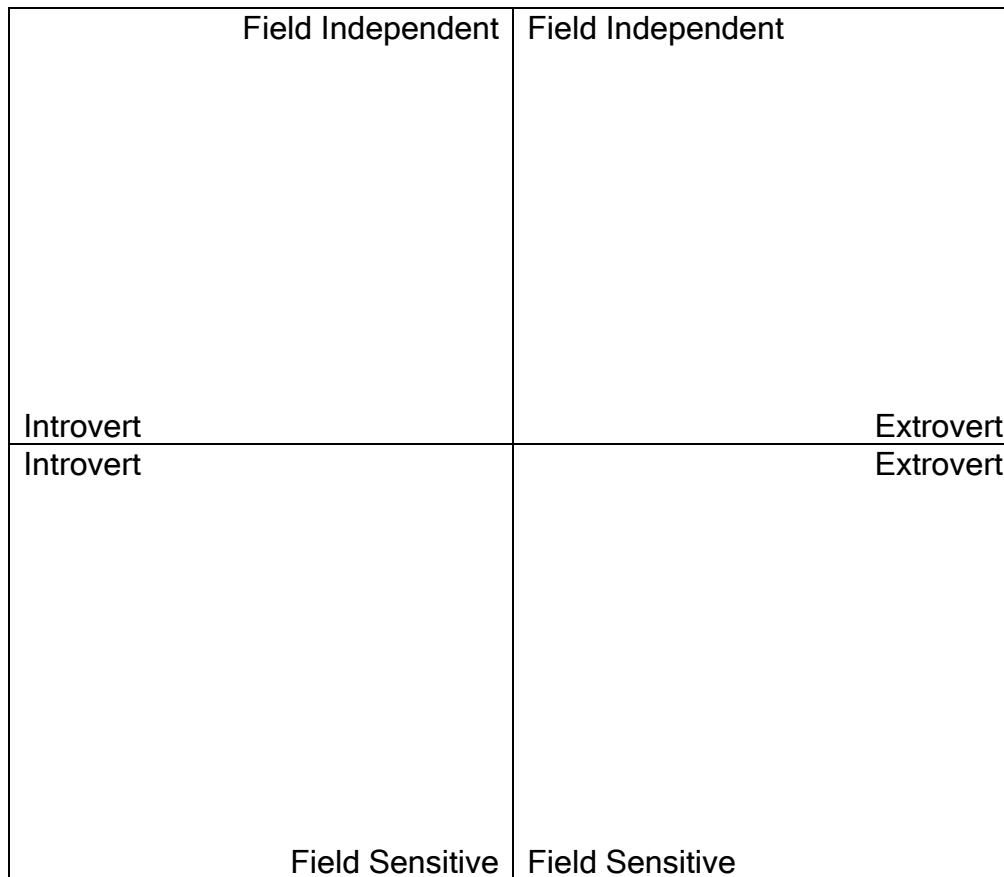 Field Independent Field Independent
Introvert Extrovert
Introvert Extrovert
Field Sensitive Field Sensitive